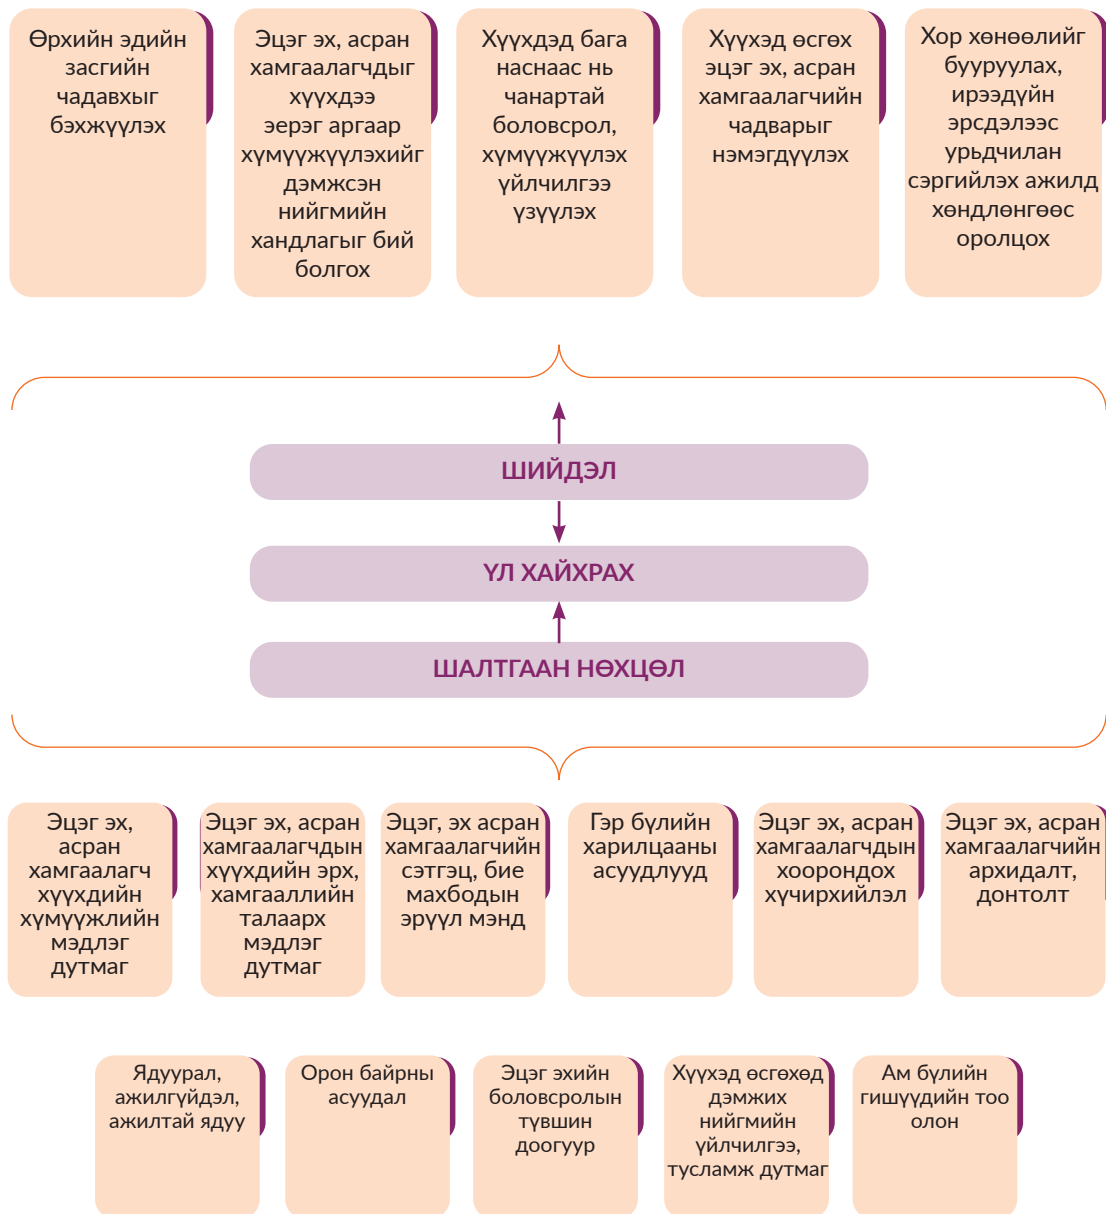 Өрхийн эдийн
засгийн
чадавхыг
бэхжүүлэх
Эцэг эх, асран
хамгаалагчдыг
хүүхдээ
эерэг аргаар
хүмүүжүүлэхийг
дэмжсэн
нийгмийн
хандлагыг бий
болгох
Хүүхдэд бага
наснаас нь
чанартай
боловсрол,
хүмүүжүүлэх
үйлчилгээ
үзүүлэх
Хүүхэд өсгөх
эцэг эх, асран
хамгаалагчийн
чадварыг
нэмэгдүүлэх
Хор хөнөөлийг
бууруулах,
ирээдүйн
эрсдэлээс
урьдчилан
сэргийлэх ажилд
хөндлөнгөөс
оролцох
ШИЙДЭЛ
ҮЛ ХАЙХРАХ
ШАЛТГААН НӨХЦӨЛ
Эцэг эх,
асран
хамгаалагч
хүүхдийн
хүмүүжлийн
мэдлэг
дутмаг
Эцэг эх, асран
хамгаалагчдын
хүүхдийн эрх,
хамгааллийн
талаарх
мэдлэг
дутмаг
Эцэг, эх асран
хамгаалагчийн
сэтгэц, бие
махбодын
эрүүл мэнд
Гэр бүлийн
харилцааны
асуудлууд
Эцэг эх, асран
хамгаалагчдын
хоорондох
хүчирхийлэл
Эцэг эх, асран
хамгаалагчийн
архидалт,
донтолт
Ядуурал,
ажилгүйдэл,
ажилтай ядуу
Орон байрны
асуудал
Эцэг эхийн
боловсролын
түвшин
доогуур
Хүүхэд өсгөхөд
дэмжих
нийгмийн
үйлчилгээ,
тусламж дутмаг
Ам бүлийн
гишүүдийн тоо
олон